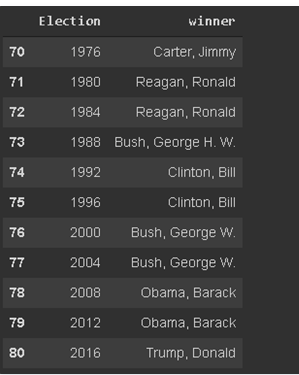 Election winner
70 1976 Carter, Jimmy
71 1980 Reagan, Ronald
72 1984 Reagan, Ronald
73 1988 Bush, George H. W.
74 1992 Clinton, Bill
75 1996 Clinton, Bill
76 2000 Bush, George W.
77 2004 Bush, George W.
78 2008 Obama, Barack
79 2012 Obama, Barack
80 2016 Trump, Donald